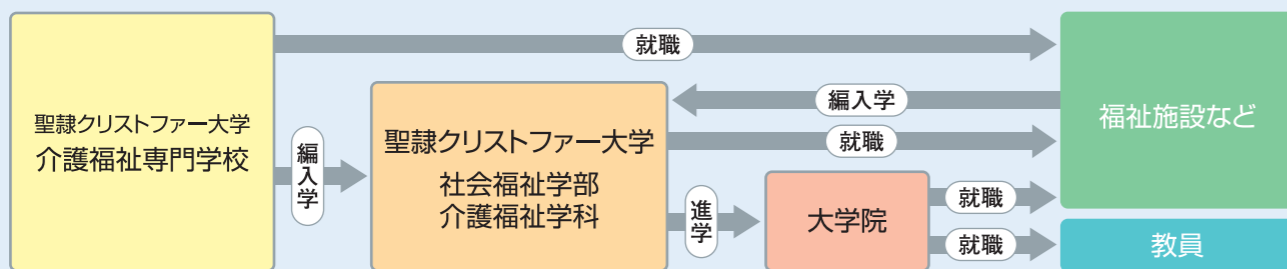 聖隷クリストファー大学
介護福祉専門学校
就職
編入学
聖隷クリストファー大学
社会福祉学部
介護福祉学科
編入学
就職
進学
大学院
就職
就職
福祉施設など
教員